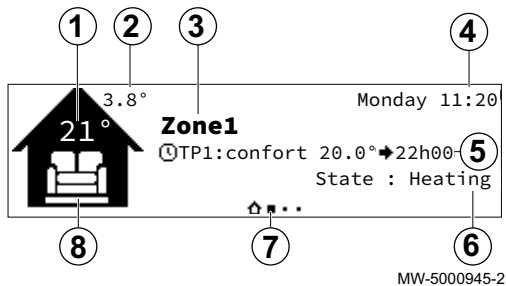 1 2 3 4
3.8° Monday 11:20
21° Zone1
TP1:confort 20.0°➔22h00 5
State : Heating
8 7 6
MW-5000945-2